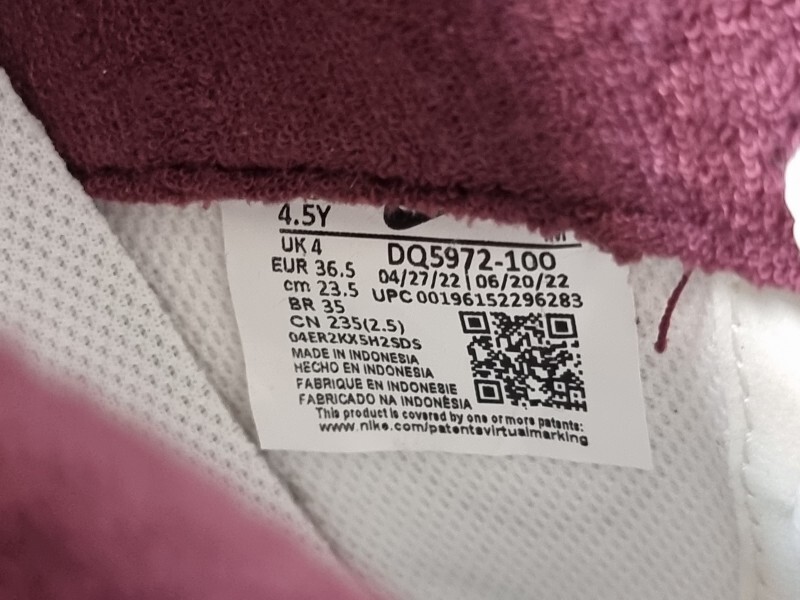 4.5Y
UK 4
EUR 36.5
cm 23.5
BR 35
CN 235(2.5)
DQ5972-100
04/27/22 | 06/20/22
UPC 00196152296283
04ER2KX5H2SDS
MADE IN INDONESIA
HECHO EN INDONESIA
FABRIQUE EN INDONESIE
FABRICADO NA INDONÉSIA
This product is covered by one or more patents:
www.nike.com/patentsvirtualmarking